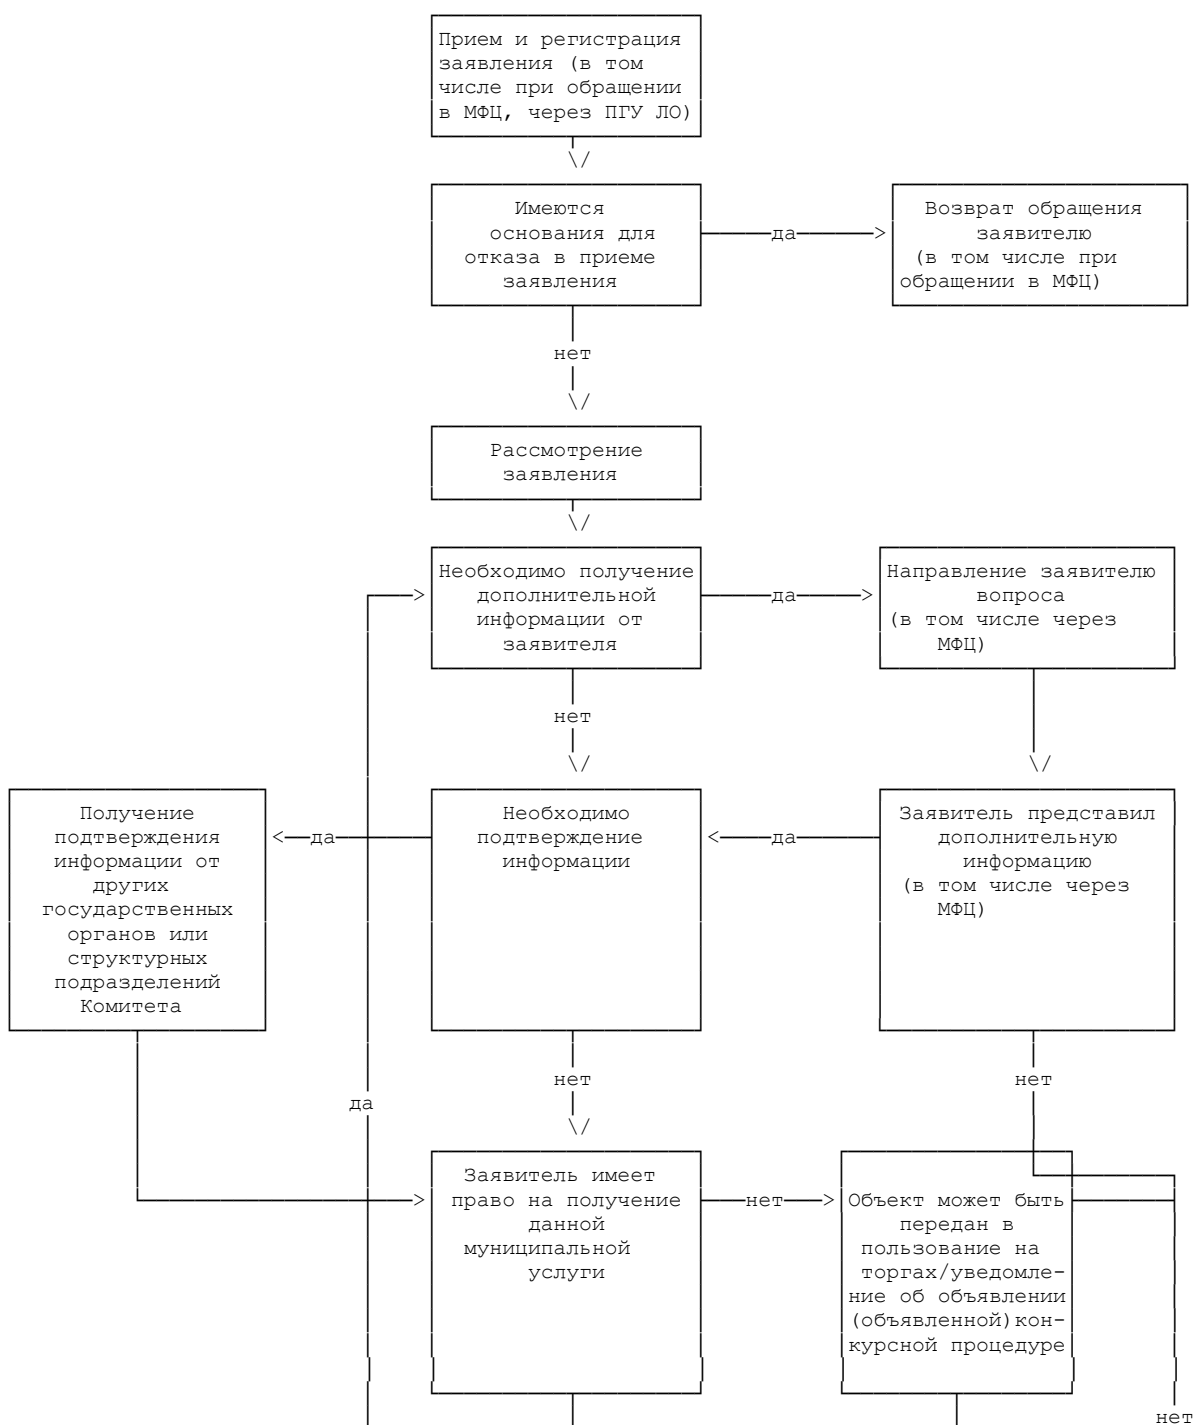 Прием и регистрация
заявления (в том
числе при обращении
в МФЦ, через ПГУ ЛО)
Имеются
основания для
отказа в приеме
заявления
да
Возврат обращения
заявителю
(в том числе при
обращении в МФЦ)
нет
Рассмотрение
заявления
Необходимо получение
дополнительной
информации от
заявителя
да
Направление заявителю
вопроса
(в том числе через
МФЦ)
нет
Получение
подтверждения
информации от
других
государственных
органов или
структурных
подразделений
Комитета
да
Необходимо
подтверждение
информации
да
Заявитель представил
дополнительную
информацию
(в том числе через
МФЦ)
нет
нет
да
Заявитель имеет
право на получение
данной
муниципальной
услуги
нет
Объект может быть
передан в
пользование на
торгах/уведомле-
ние об объявлении
(объявленной)кон-
курсной процедуре
нет